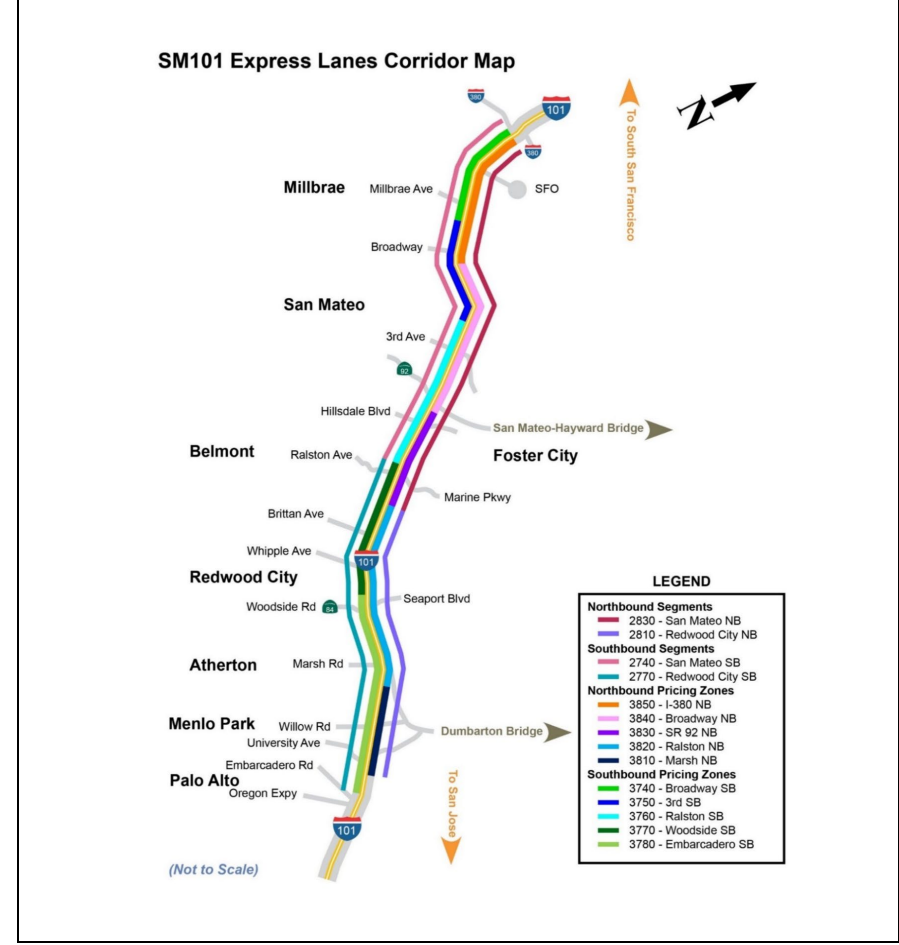 SM101 Express Lanes Corridor Map
380
101
N
To South San Francisco
380
Millbrae
Millbrae Ave
SFO
Broadway
San Mateo
3rd Ave
92
Hillsdale Blvd
San Mateo-Hayward Bridge
Belmont
Ralston Ave
Foster City
Marine Pkwy
Brittan Ave
Whipple Ave
101
Redwood City
Woodside Rd
84
Seaport Blvd
Atherton
Marsh Rd
Menlo Park
Willow Rd
University Ave
Dumbarton Bridge
Embarcadero Rd
Palo Alto
Oregon Expy
To San Jose
101
(Not to Scale)
LEGEND
Northbound Segments
2830 - San Mateo NB
2810 - Redwood City NB
Southbound Segments
2740 - San Mateo SB
2770 - Redwood City SB
Northbound Pricing Zones
3850 - I-380 NB
3840 - Broadway NB
3830 - SR 92 NB
3820 - Ralston NB
3810 - Marsh NB
Southbound Pricing Zones
3740 - Broadway SB
3750 - 3rd SB
3760 - Ralston SB
3770 - Woodside SB
3780 - Embarcadero SB